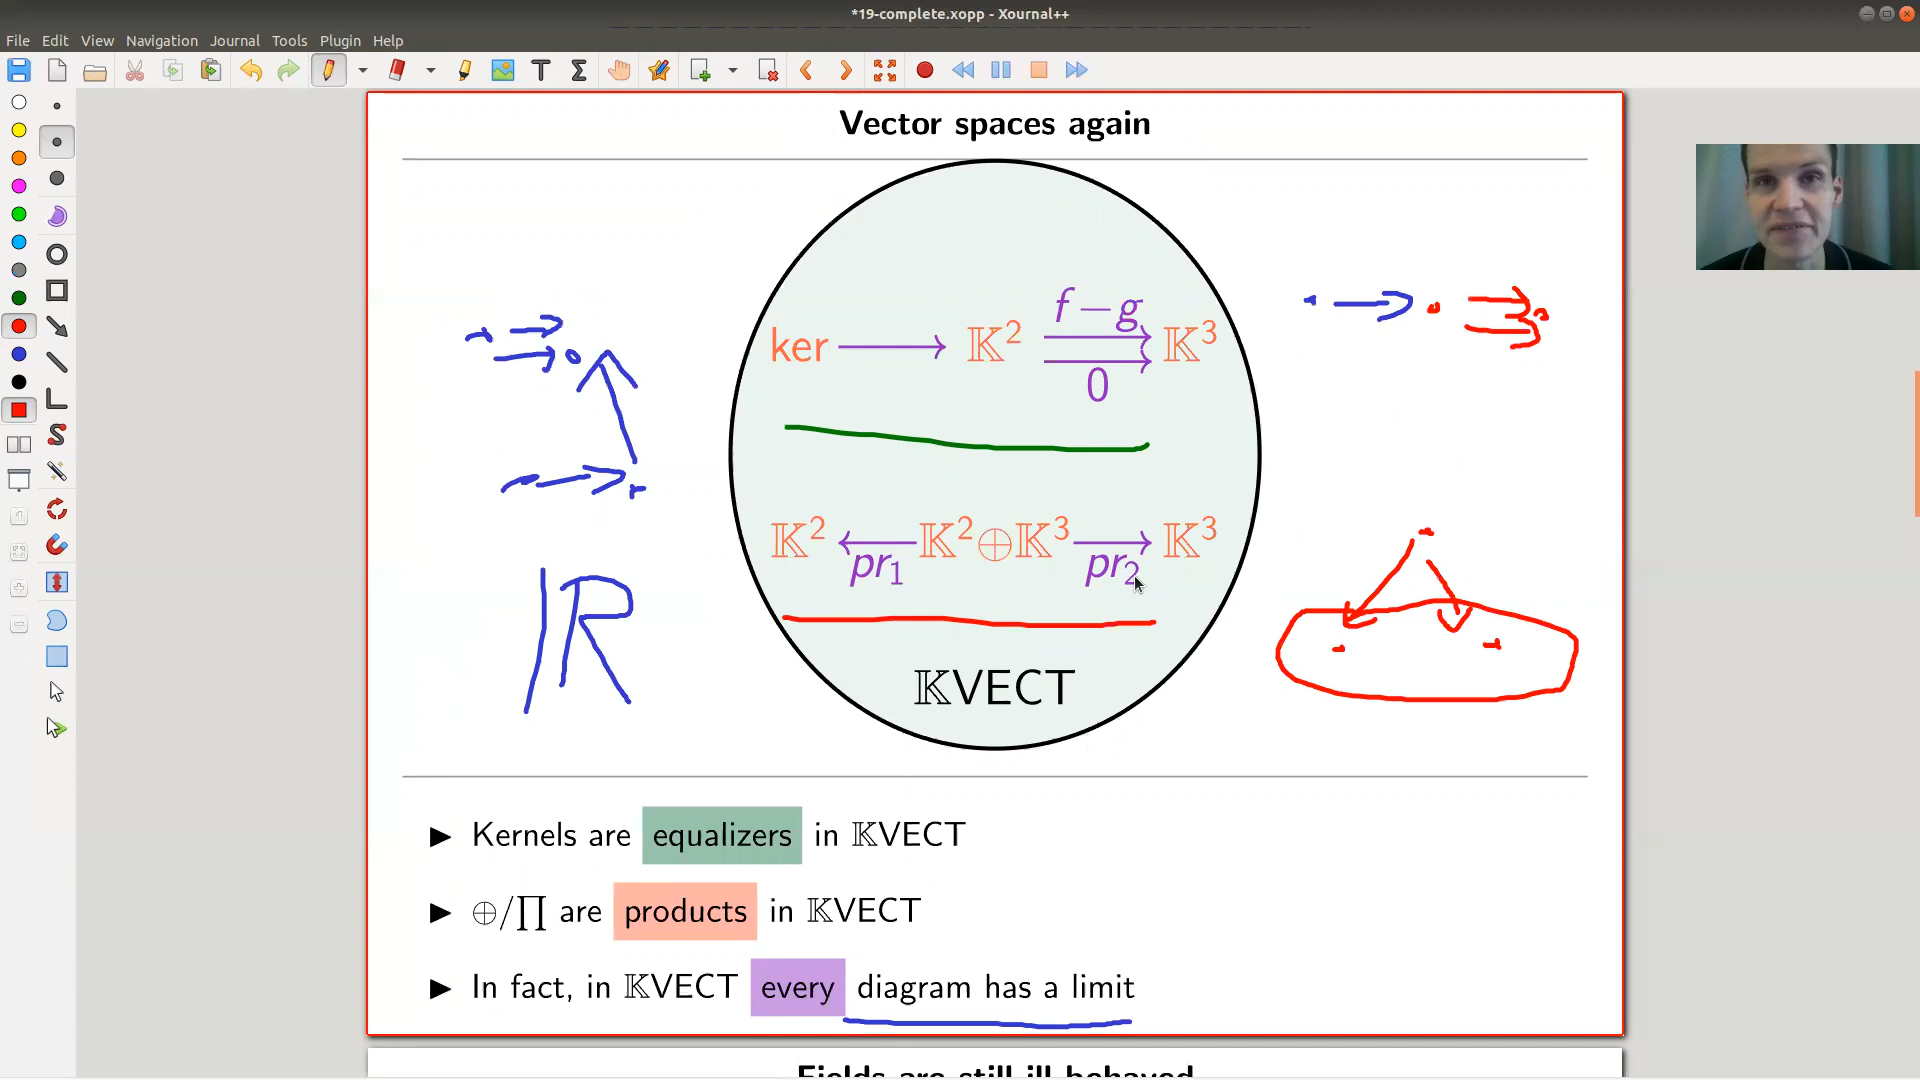 *19-complete.xopp - Xournal++
File Edit View Navigation Journal Tools Plugin Help
Vector spaces again
ker ⟶ 𝕂² f − g 0 𝕂³
𝕂² pr₁ 𝕂² ⊕ 𝕂³ pr₂ 𝕂³
ℝ
𝕂VECT
▶ Kernels are equalizers in 𝕂VECT
▶ ⊕/∏ are products in 𝕂VECT
▶ In fact, in 𝕂VECT every diagram has a limit
Fields are still ill behaved